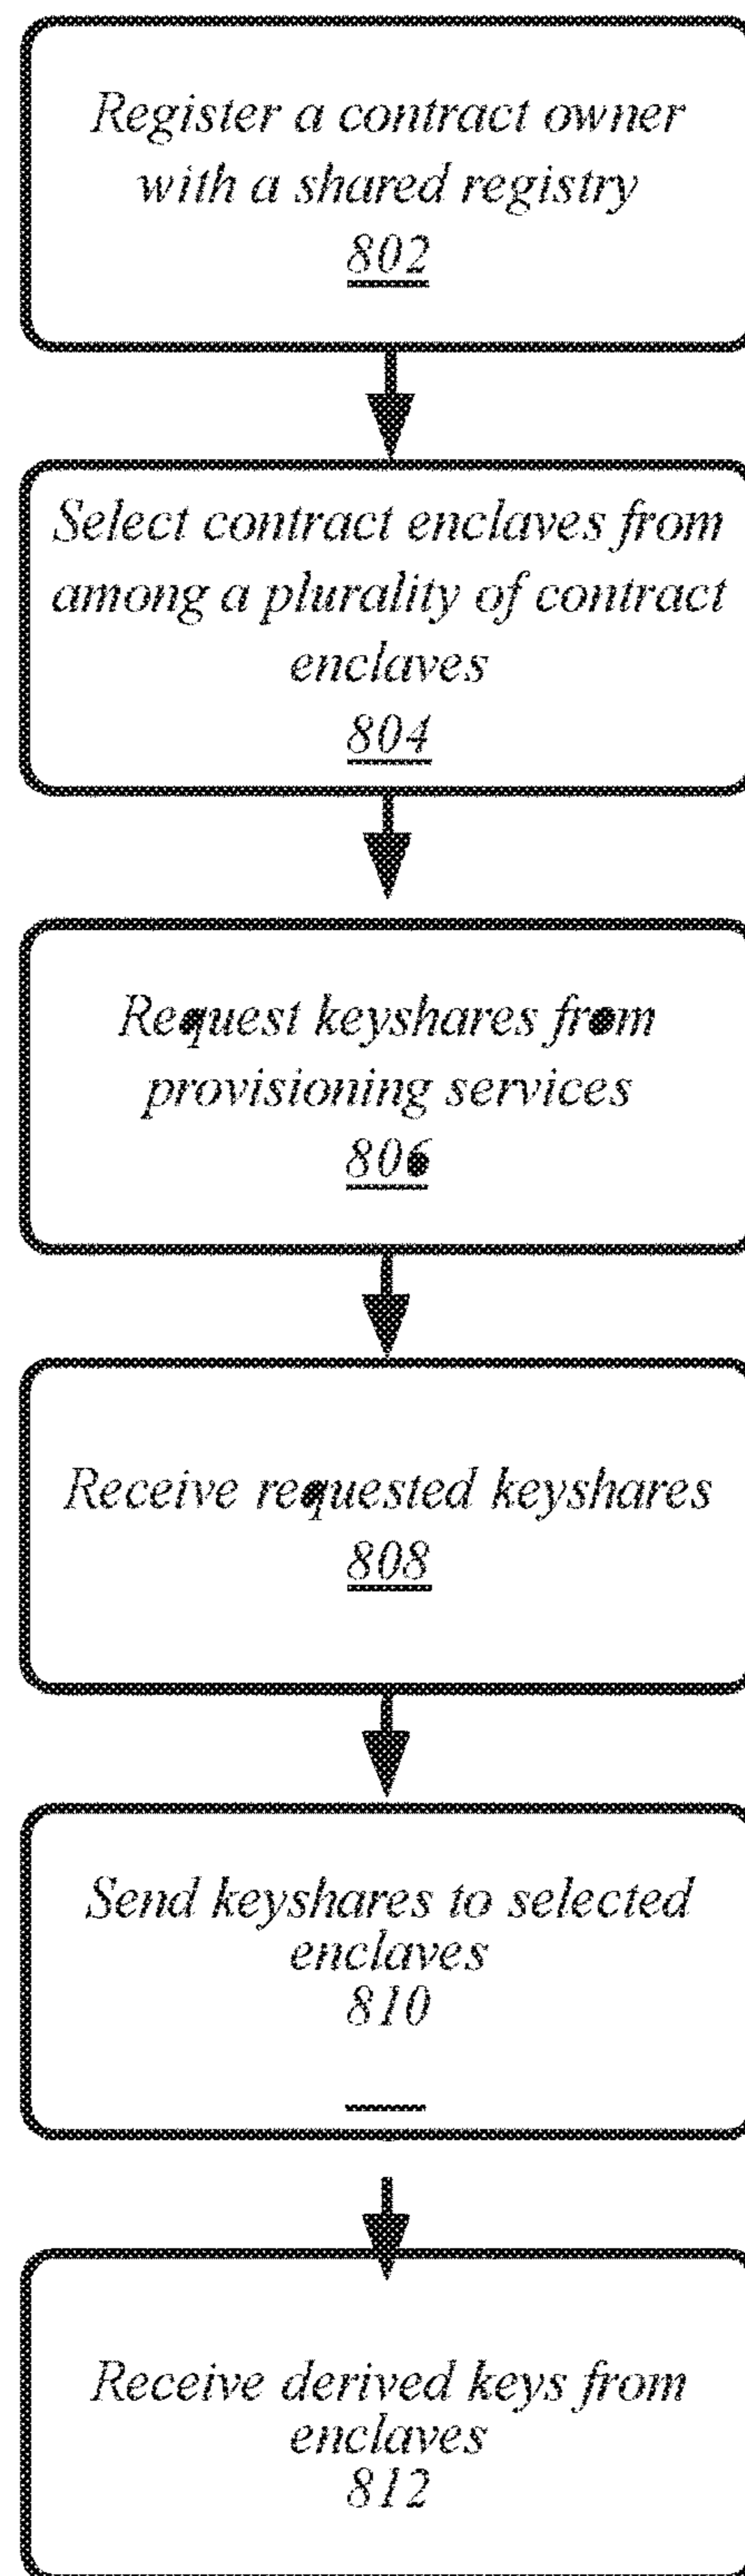 Register a contract owner
with a shared registry
802
Select contract enclaves from
among a plurality of contract
enclaves
804
Request keyshares from
provisioning services
806
Receive requested keyshares
808
Send keyshares to selected
enclaves
810
Receive derived keys from
enclaves
812